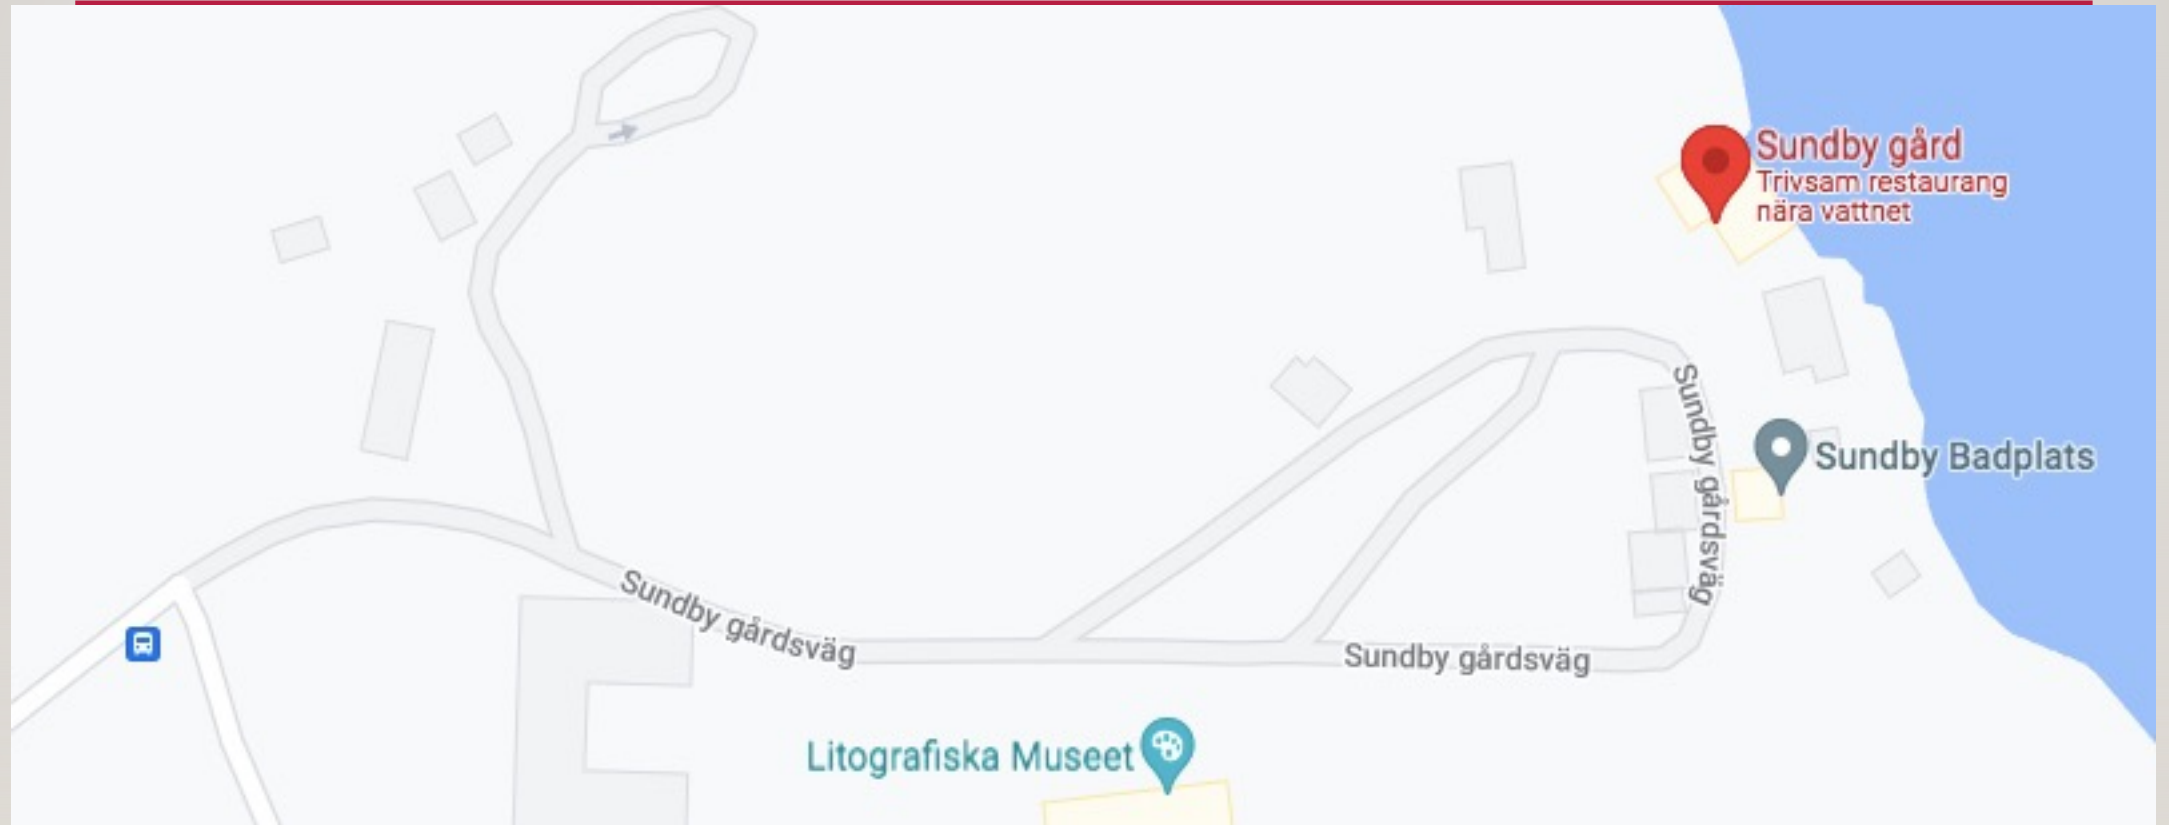 Sundby gård
Trivsam restaurang
nära vattnet
Sundby gårdsväg
Sundby Badplats
Sundby gårdsväg
Sundby gårdsväg
Litografiska Museet